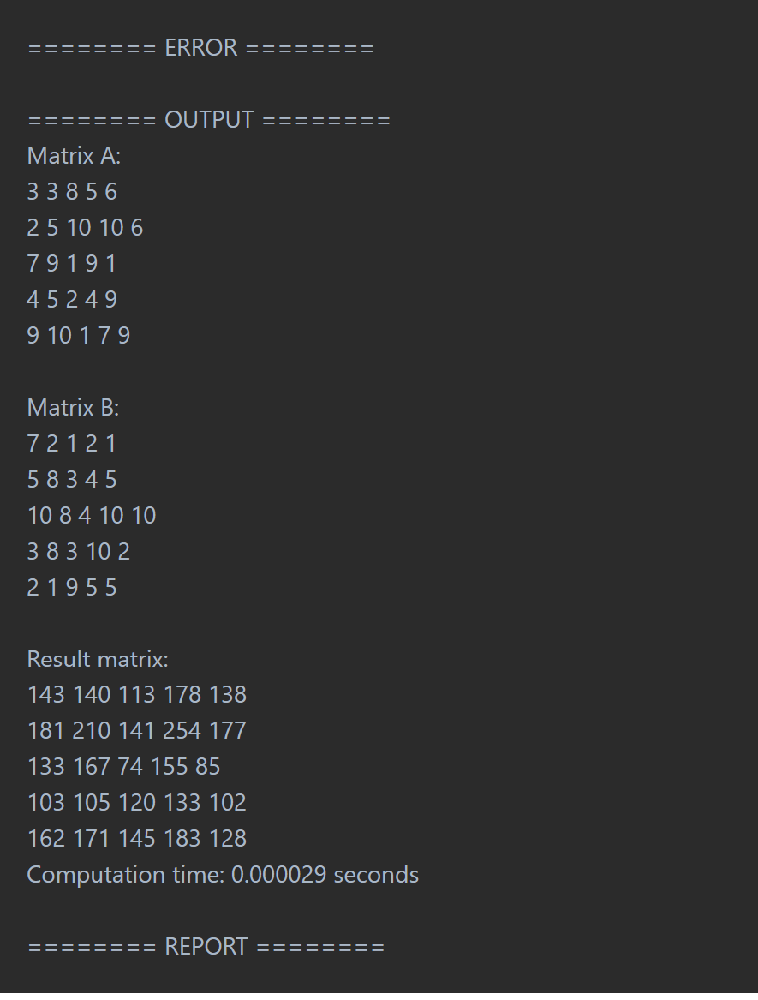 ======== ERROR ========
======== OUTPUT ========
Matrix A:
3 3 8 5 6
2 5 10 10 6
7 9 1 9 1
4 5 2 4 9
9 10 1 7 9
Matrix B:
7 2 1 2 1
5 8 3 4 5
10 8 4 10 10
3 8 3 10 2
2 1 9 5 5
Result matrix:
143 140 113 178 138
181 210 141 254 177
133 167 74 155 85
103 105 120 133 102
162 171 145 183 128
Computation time: 0.000029 seconds
======== REPORT ========